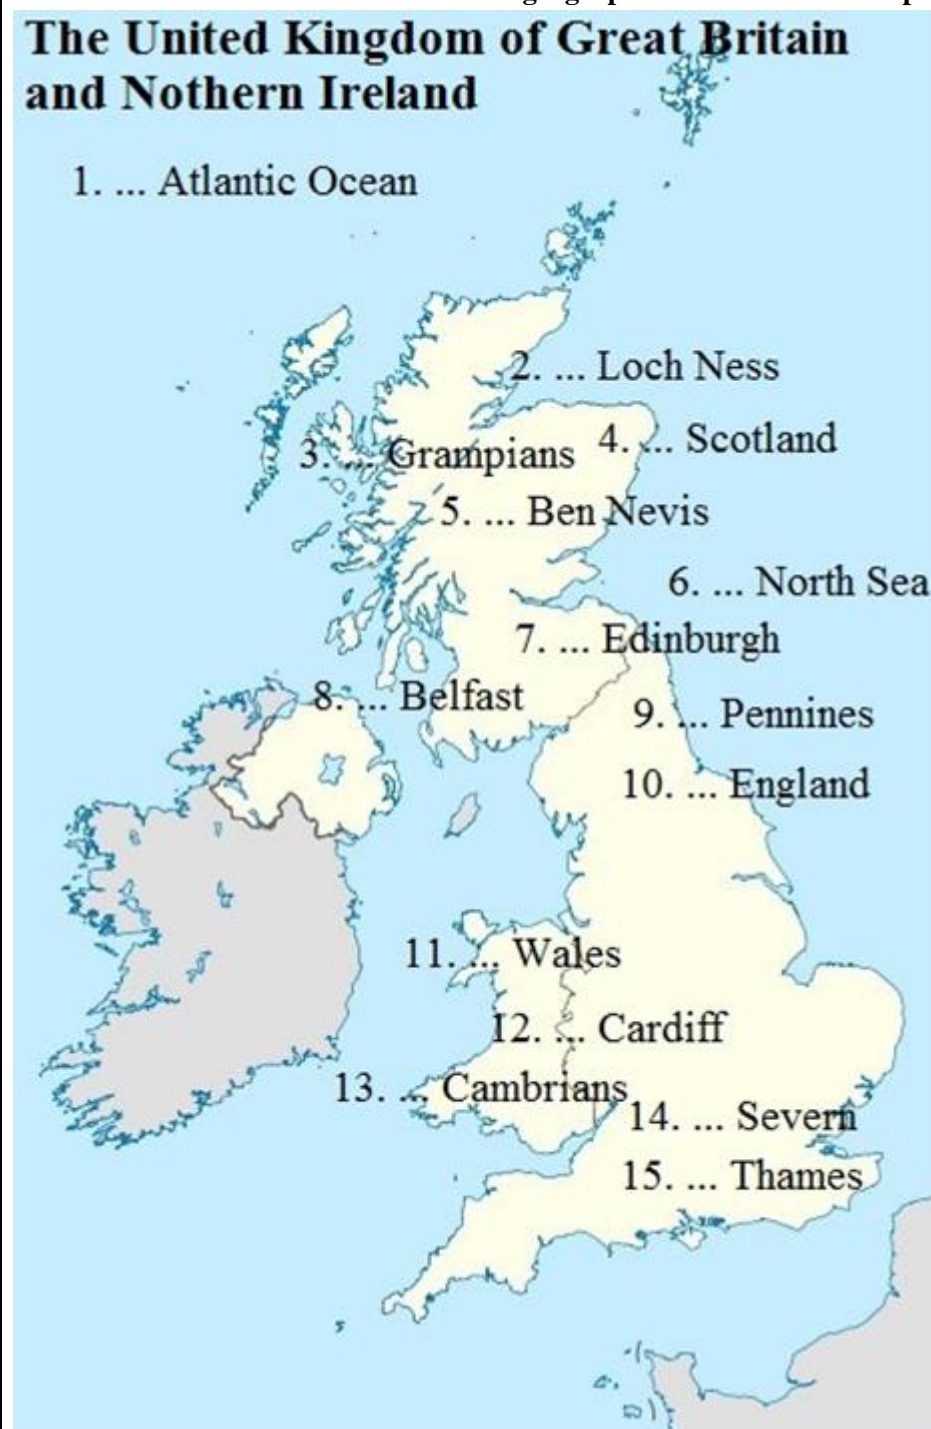 The United Kingdom of Great Britain
and Nothern Ireland
1. ... Atlantic Ocean
2. ... Loch Ness
3. ... Grampians
4. ... Scotland
5. ... Ben Nevis
6. ... North Sea
7. ... Edinburgh
8. ... Belfast
9. ... Pennines
10. ... England
11. ... Wales
12. ... Cardiff
13. ... Cambrians
14. ... Severn
15. ... Thames